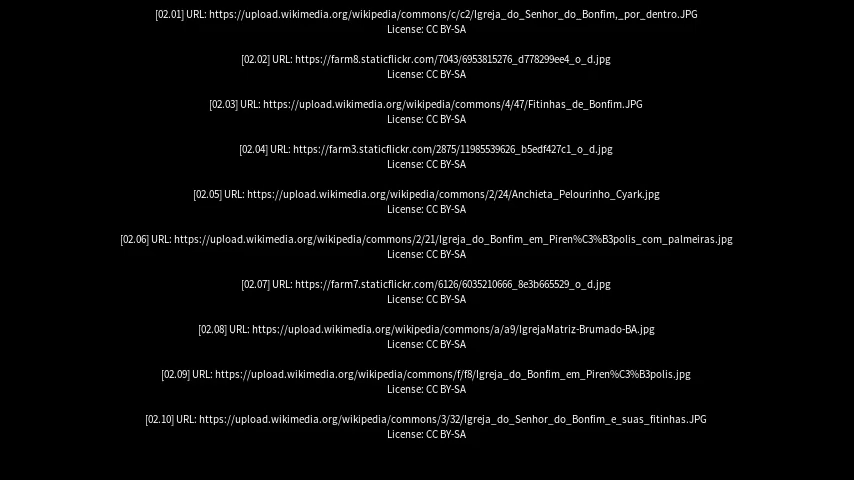 [02.01] URL: https://upload.wikimedia.org/wikipedia/commons/c/c2/Igreja_do_Senhor_do_Bonfim,_por_dentro.JPG
License: CC BY-SA
[02.02] URL: https://farm8.staticflickr.com/7043/6953815276_d778299ee4_o_d.jpg
License: CC BY-SA
[02.03] URL: https://upload.wikimedia.org/wikipedia/commons/4/47/Fitinhas_de_Bonfim.JPG
License: CC BY-SA
[02.04] URL: https://farm3.staticflickr.com/2875/11985539626_b5edf427c1_o_d.jpg
License: CC BY-SA
[02.05] URL: https://upload.wikimedia.org/wikipedia/commons/2/24/Anchieta_Pelourinho_Cyark.jpg
License: CC BY-SA
[02.06] URL: https://upload.wikimedia.org/wikipedia/commons/2/21/Igreja_do_Bonfim_em_Piren%C3%B3polis_com_palmeiras.jpg
License: CC BY-SA
[02.07] URL: https://farm7.staticflickr.com/6126/6035210666_8e3b665529_o_d.jpg
License: CC BY-SA
[02.08] URL: https://upload.wikimedia.org/wikipedia/commons/a/a9/IgrejaMatriz-Brumado-BA.jpg
License: CC BY-SA
[02.09] URL: https://upload.wikimedia.org/wikipedia/commons/f/f8/Igreja_do_Bonfim_em_Piren%C3%B3polis.jpg
License: CC BY-SA
[02.10] URL: https://upload.wikimedia.org/wikipedia/commons/3/32/Igreja_do_Senhor_do_Bonfim_e_suas_fitinhas.JPG
License: CC BY-SA